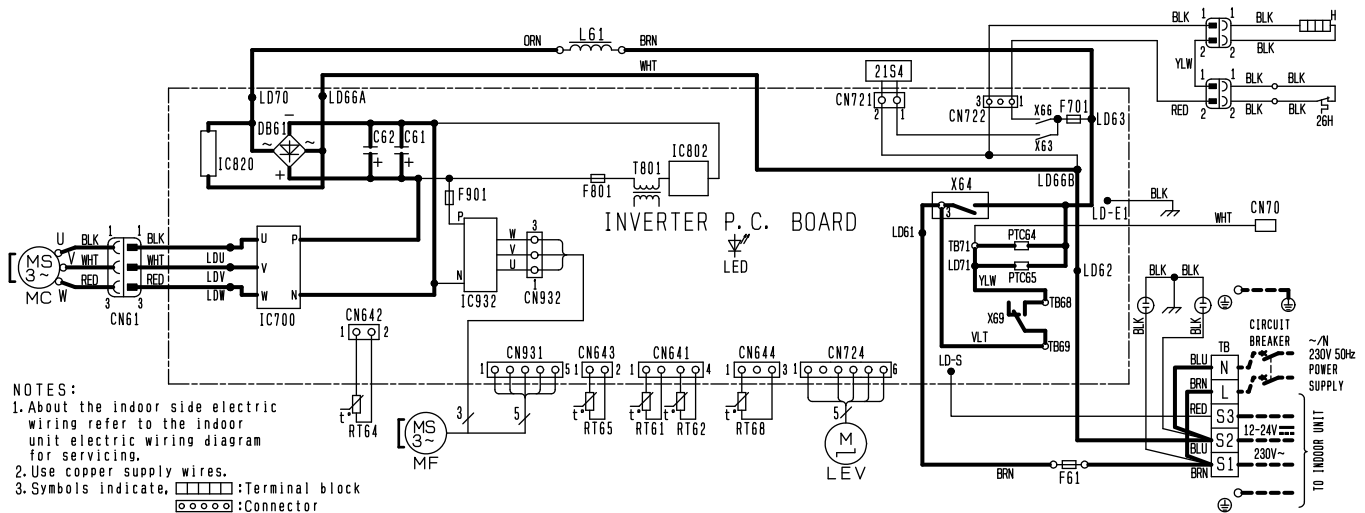 ORN L61 BRN
WHT
LD70 LD66A
DB61
−
~ ~
+
IC820
C62 C61
+ +
21S4
CN721
2 1
CN722
3 1
X66 F701
X63
LD63
BLK 1 1 BLK H
2 2 BLK
YLW
1 1 BLK BLK
RED 2 2 BLK BLK
26H
T801 IC802
F801
F901
INVERTER P.C. BOARD
LED
X64
3
LD66B
LD-E1 BLK
WHT CN70
LD61
TB71 PTC64
LD71 PTC65
YLW
LD62
X69
TB68
VLT TB69
LD-S
U BLK 1 1 BLK
V WHT WHT
W RED 3 3 RED
MS
3~
MC
CN61
LDU
LDV
LDW
U P
V
W N
IC700
P
N
IC932
W
V
U
3
1
CN932
CN642
1 2
t°
RT64
MS
3~
MF
3
CN931
1 5
5
CN643
1 2
t°
RT65
CN641
1 4
t° t°
RT61 RT62
CN644
1 3
t°
RT68
CN724
1 6
5
M
LEV
BLK BLK
BLK BLK
CIRCUIT
BREAKER
~/N
230V 50Hz
POWER
SUPPLY
TB
BLU N
BRN L
RED S3
12-24V
S2
BLU
230V~
BRN S1
TO INDOOR UNIT
BRN F61
NOTES:
1. About the indoor side electric
wiring refer to the indoor
unit electric wiring diagram
for servicing.
2. Use copper supply wires.
3. Symbols indicate, :Terminal block
:Connector